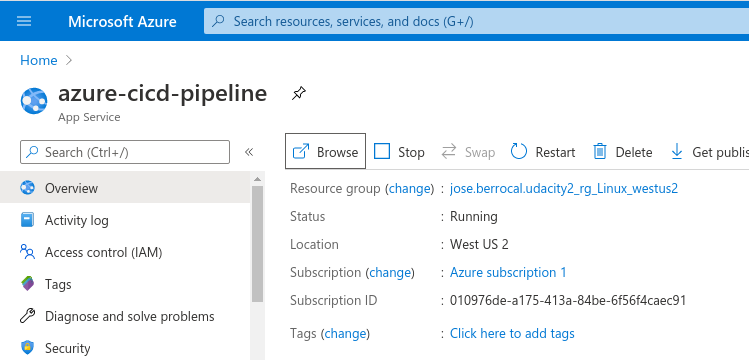 Microsoft Azure
Search resources, services, and docs (G+/)
Home
azure-cicd-pipeline
App Service
Search (Ctrl+/)
Overview
Activity log
Access control (IAM)
Tags
Diagnose and solve problems
Security
Browse Stop Swap Restart Delete Get publis
Resource group (change) : jose.berrocal.udacity2_rg_Linux_westus2
Status : Running
Location : West US 2
Subscription (change) : Azure subscription 1
Subscription ID : 010976de-a175-413a-84be-6f56f4caec91
Tags (change) : Click here to add tags